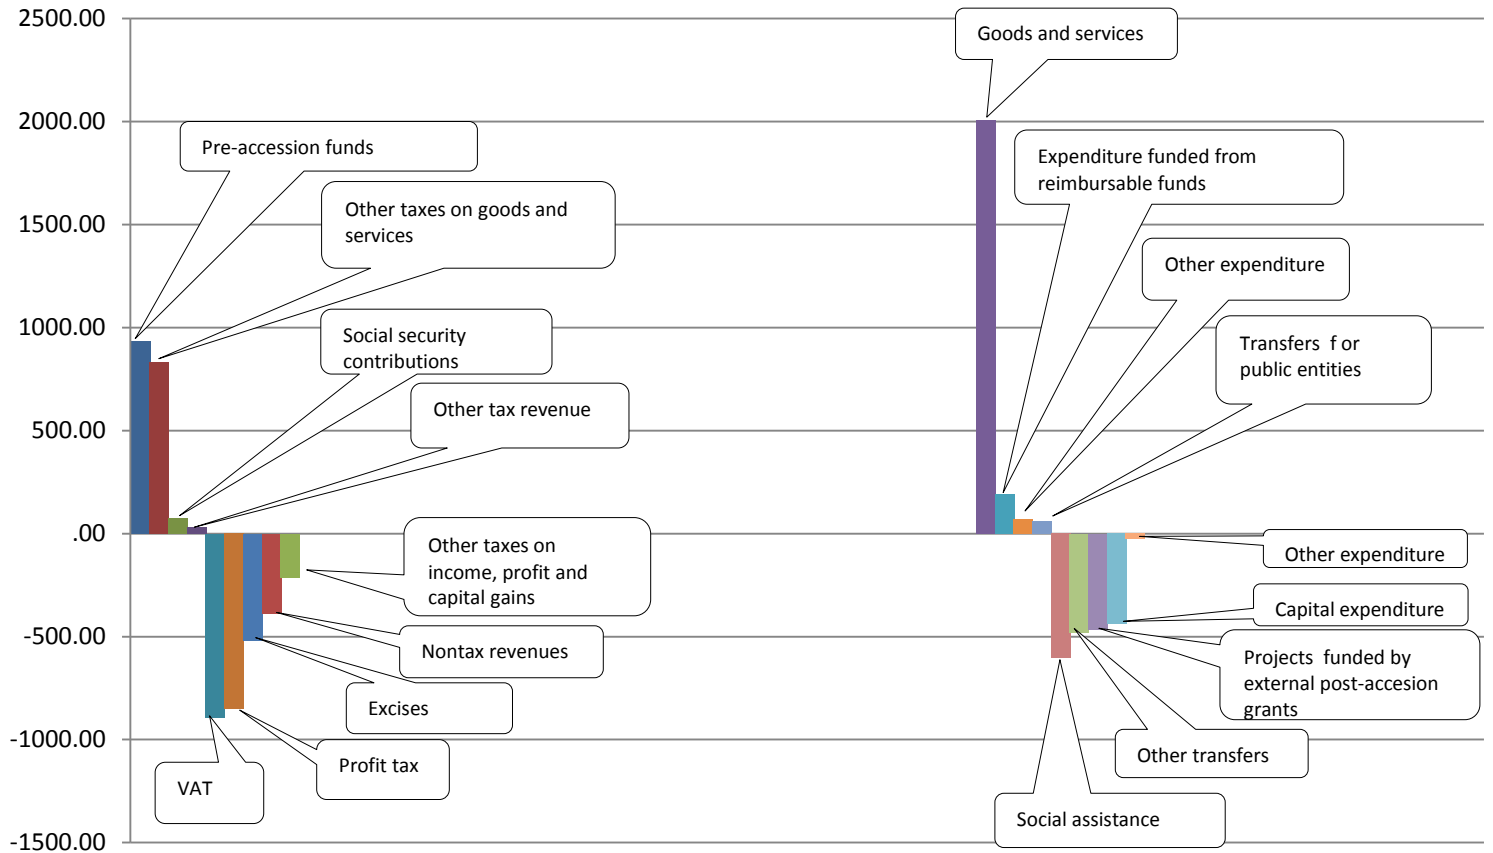 2500.00
2000.00
1500.00
1000.00
500.00
.00
-500.00
-1000.00
-1500.00
Pre-accession funds
Other taxes on goods and
services
Social security
contributions
Other tax revenue
Other taxes on
income, profit and
capital gains
Nontax revenues
Excises
Profit tax
VAT
Goods and services
Expenditure funded from
reimbursable funds
Other expenditure
Transfers f or
public entities
Other expenditure
Capital expenditure
Projects funded by
external post-accesion
grants
Other transfers
Social assistance